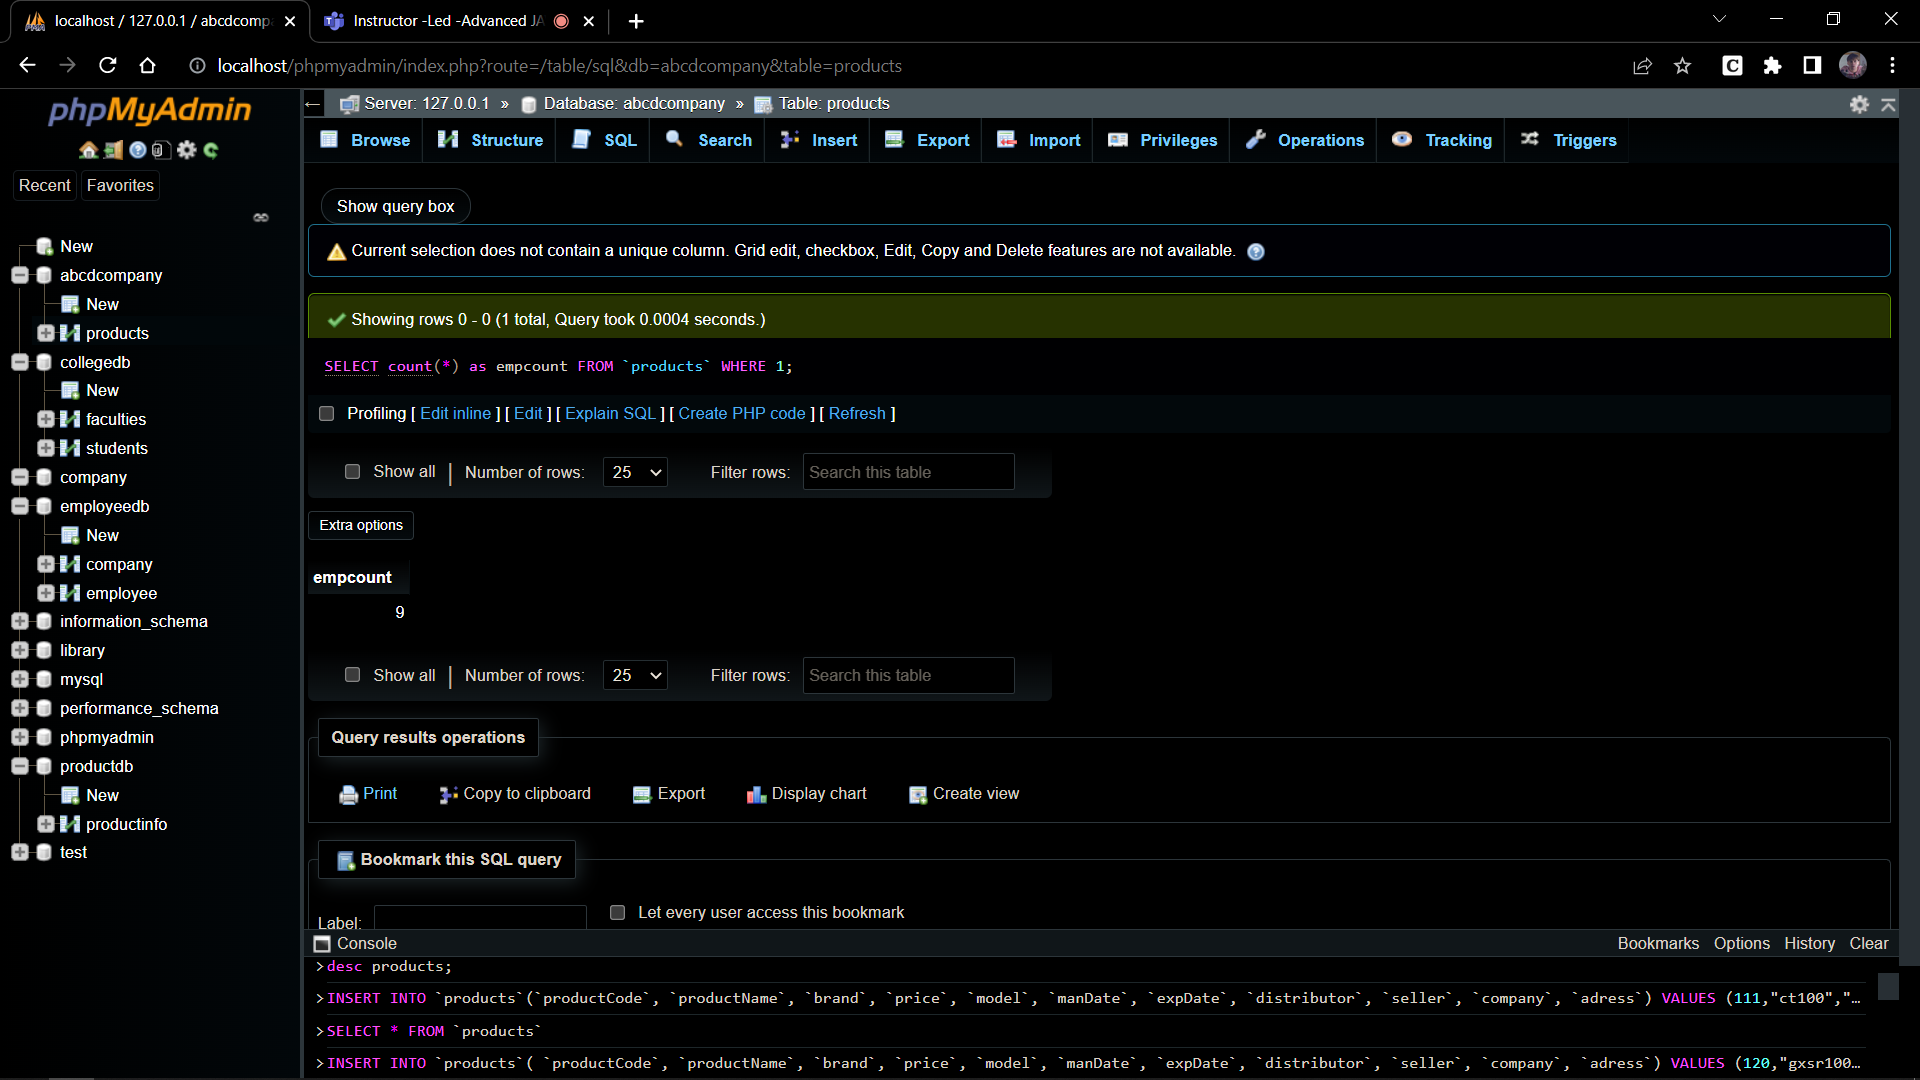 localhost / 127.0.0.1 / abcdcomp
Instructor -Led -Advanced JA
localhost/phpmyadmin/index.php?route=/table/sql&db=abcdcompany&table=products
phpMyAdmin
Recent
Favorites
New
abcdcompany
New
products
collegedb
New
faculties
students
company
employeedb
New
company
employee
information_schema
library
mysql
performance_schema
phpmyadmin
productdb
New
productinfo
test
Server: 127.0.0.1 » Database: abcdcompany » Table: products
Browse Structure SQL Search Insert Export Import Privileges Operations Tracking Triggers
Show query box
Current selection does not contain a unique column. Grid edit, checkbox, Edit, Copy and Delete features are not available.
Showing rows 0 - 0 (1 total, Query took 0.0004 seconds.)
SELECT count(*) as empcount FROM `products` WHERE 1;
Profiling [ Edit inline ] [ Edit ] [ Explain SQL ] [ Create PHP code ] [ Refresh ]
Show all | Number of rows: 25 Filter rows: Search this table
Extra options
empcount
9
Show all | Number of rows: 25 Filter rows: Search this table
Query results operations
Print Copy to clipboard Export Display chart Create view
Bookmark this SQL query
Label: Let every user access this bookmark
Console Bookmarks Options History Clear
>desc products;
>INSERT INTO `products`(`productCode`, `productName`, `brand`, `price`, `model`, `manDate`, `expDate`, `distributor`, `seller`, `company`, `adress`) VALUES (111,"ct100","…
>SELECT * FROM `products`
>INSERT INTO `products`( `productCode`, `productName`, `brand`, `price`, `model`, `manDate`, `expDate`, `distributor`, `seller`, `company`, `adress`) VALUES (120,"gxsr100…